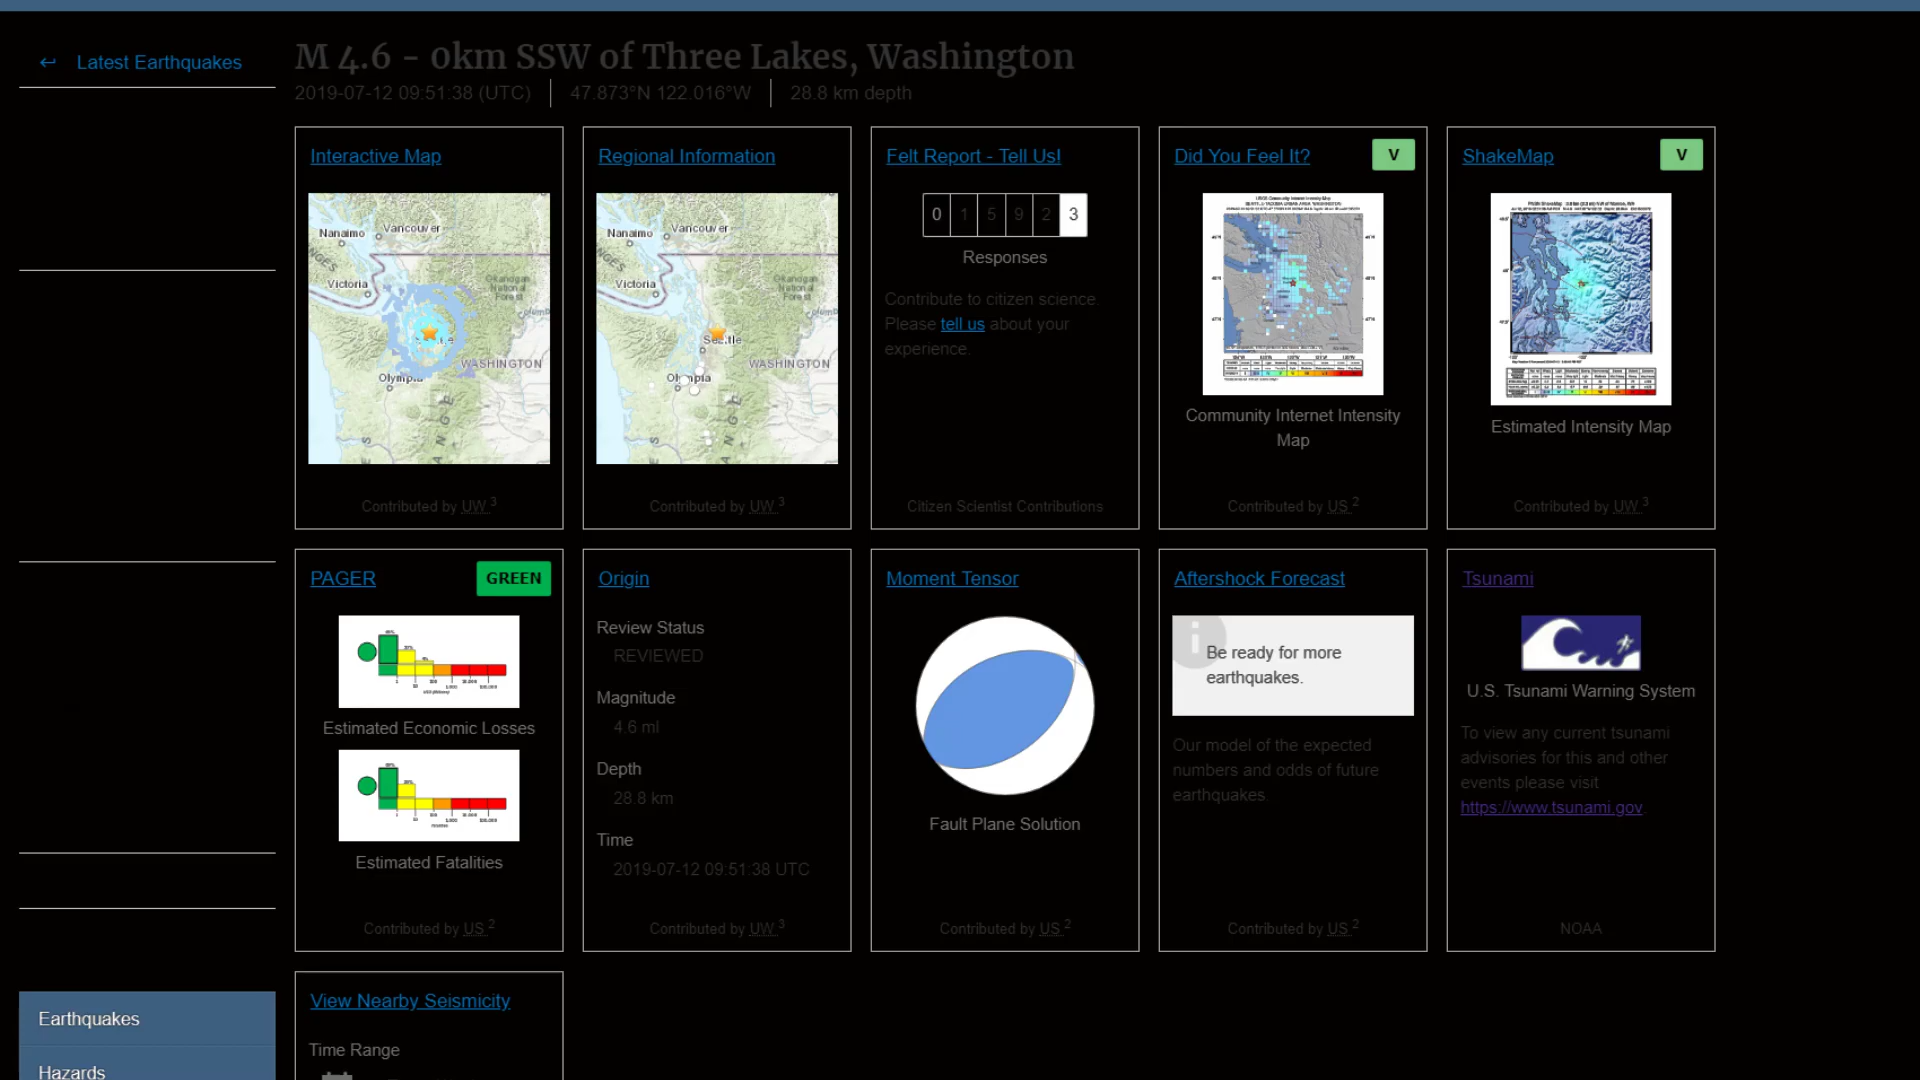 ↩ Latest Earthquakes
M 4.6 - 0km SSW of Three Lakes, Washington
2019-07-12 09:51:38 (UTC)
47.873°N 122.016°W
28.8 km depth
Interactive Map
Nanaimo
Vancouver
Victoria
Okanogan
National
Forest
WASHINGTON
Olympia
Contributed by UW 3
Regional Information
Nanaimo
Vancouver
Victoria
Okanogan
National
Forest
Seattle
WASHINGTON
Olympia
Contributed by UW 3
Felt Report - Tell Us!
0 1 5 9 2 3
Responses
Contribute to citizen science.
Please tell us about your
experience.
Citizen Scientist Contributions
Did You Feel It?
V
Community Internet Intensity
Map
Contributed by US 2
ShakeMap
V
Estimated Intensity Map
Contributed by UW 3
PAGER
GREEN
Estimated Economic Losses
Estimated Fatalities
Contributed by US 2
Origin
Review Status
REVIEWED
Magnitude
4.6 ml
Depth
28.8 km
Time
2019-07-12 09:51:38 UTC
Contributed by UW 3
Moment Tensor
Fault Plane Solution
Contributed by US 2
Aftershock Forecast
Be ready for more
earthquakes.
Our model of the expected
numbers and odds of future
earthquakes.
Contributed by US 2
Tsunami
U.S. Tsunami Warning System
To view any current tsunami
advisories for this and other
events please visit
https://www.tsunami.gov
NOAA
View Nearby Seismicity
Time Range
Earthquakes
Hazards